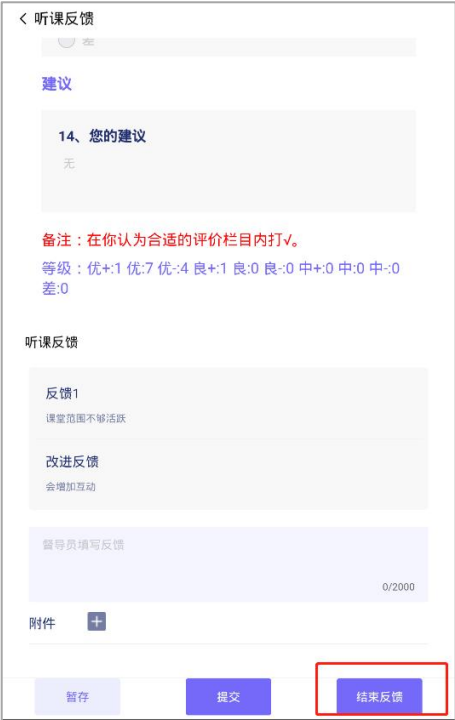 听课反馈
差
建议
14、您的建议
无
备注：在你认为合适的评价栏目内打√。
等级：优+:1 优:7 优-:4 良+:1 良:0 良-:0 中+:0 中:0 中-:0
差:0
听课反馈
反馈1
课堂范围不够活跃
改进反馈
会增加互动
督导员填写反馈
0/2000
附件
暂存 提交 结束反馈